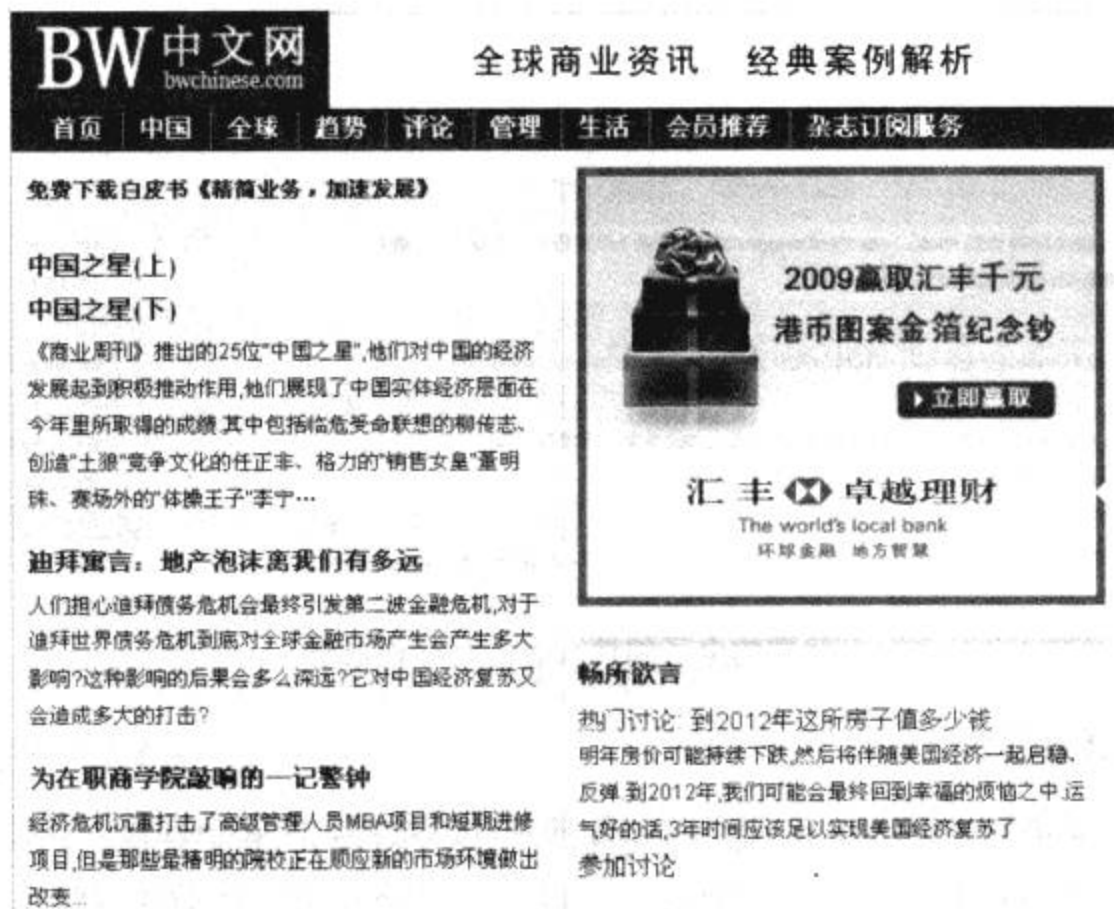 BW 中文网
bwchinese.com
全球商业资讯 经典案例解析
首页 中国 全球 趋势 评论 管理 生活 会员推荐 杂志订阅服务
免费下载白皮书《精简业务，加速发展》
中国之星(上)
中国之星(下)
《商业周刊》推出的25位"中国之星",他们对中国的经济
发展起到积极推动作用,他们展现了中国实体经济层面在
今年里所取得的成绩.其中包括临危受命联想的柳传志、
创造"土狼"竞争文化的任正非、格力的"销售女皇"董明
珠、赛场外的"体操王子"李宁…
迪拜寓言：地产泡沫离我们有多远
人们担心迪拜债务危机会最终引发第二波金融危机,对于
迪拜世界债务危机到底对全球金融市场产生会产生多大
影响?这种影响的后果会多么深远?它对中国经济复苏又
会造成多大的打击?
为在职商学院敲响的一记警钟
经济危机沉重打击了高级管理人员MBA项目和短期进修
项目,但是那些最精明的院校正在顺应新的市场环境做出
改变...
2009赢取汇丰千元
港币图案金箔纪念钞
立即赢取
汇丰 卓越理财
The world's local bank
环球金融 地方智慧
畅所欲言
热门讨论: 到2012年这所房子值多少钱
明年房价可能持续下跌,然后将伴随美国经济一起启稳、
反弹.到2012年,我们可能会最终回到幸福的烦恼之中.运
气好的话,3年时间应该足以实现美国经济复苏了
参加讨论